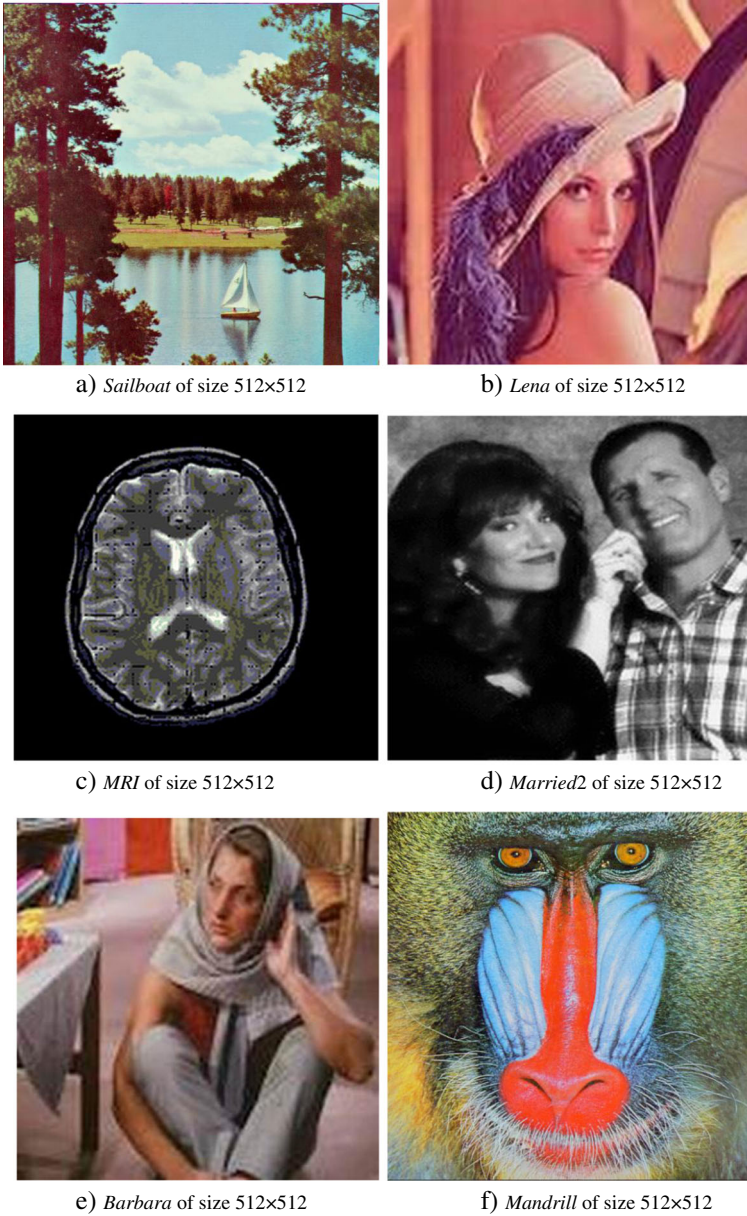 a) Sailboat of size 512×512
b) Lena of size 512×512
c) MRI of size 512×512
d) Married2 of size 512×512
e) Barbara of size 512×512
f) Mandrill of size 512×512